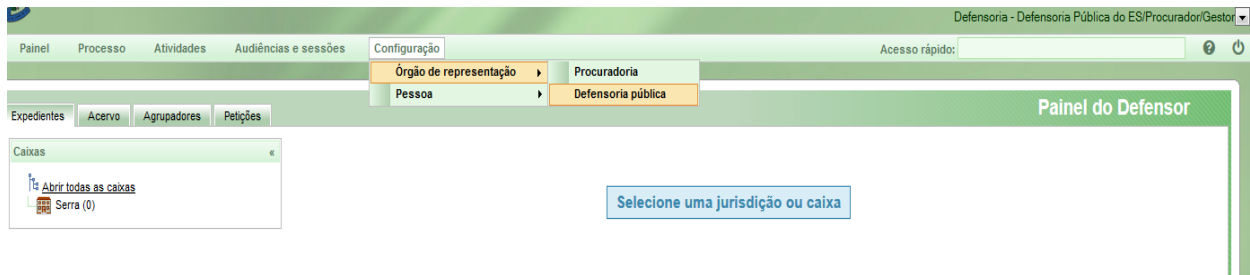 Defensoria - Defensoria Pública do ES/Procurador/Gestor
Painel Processo Atividades Audiências e sessões Configuração Acesso rápido:
Órgão de representação Procuradoria
Pessoa Defensoria pública
Painel do Defensor
Expedientes Acervo Agrupadores Petições
Caixas «
Abrir todas as caixas
Serra (0)
Selecione uma jurisdição ou caixa